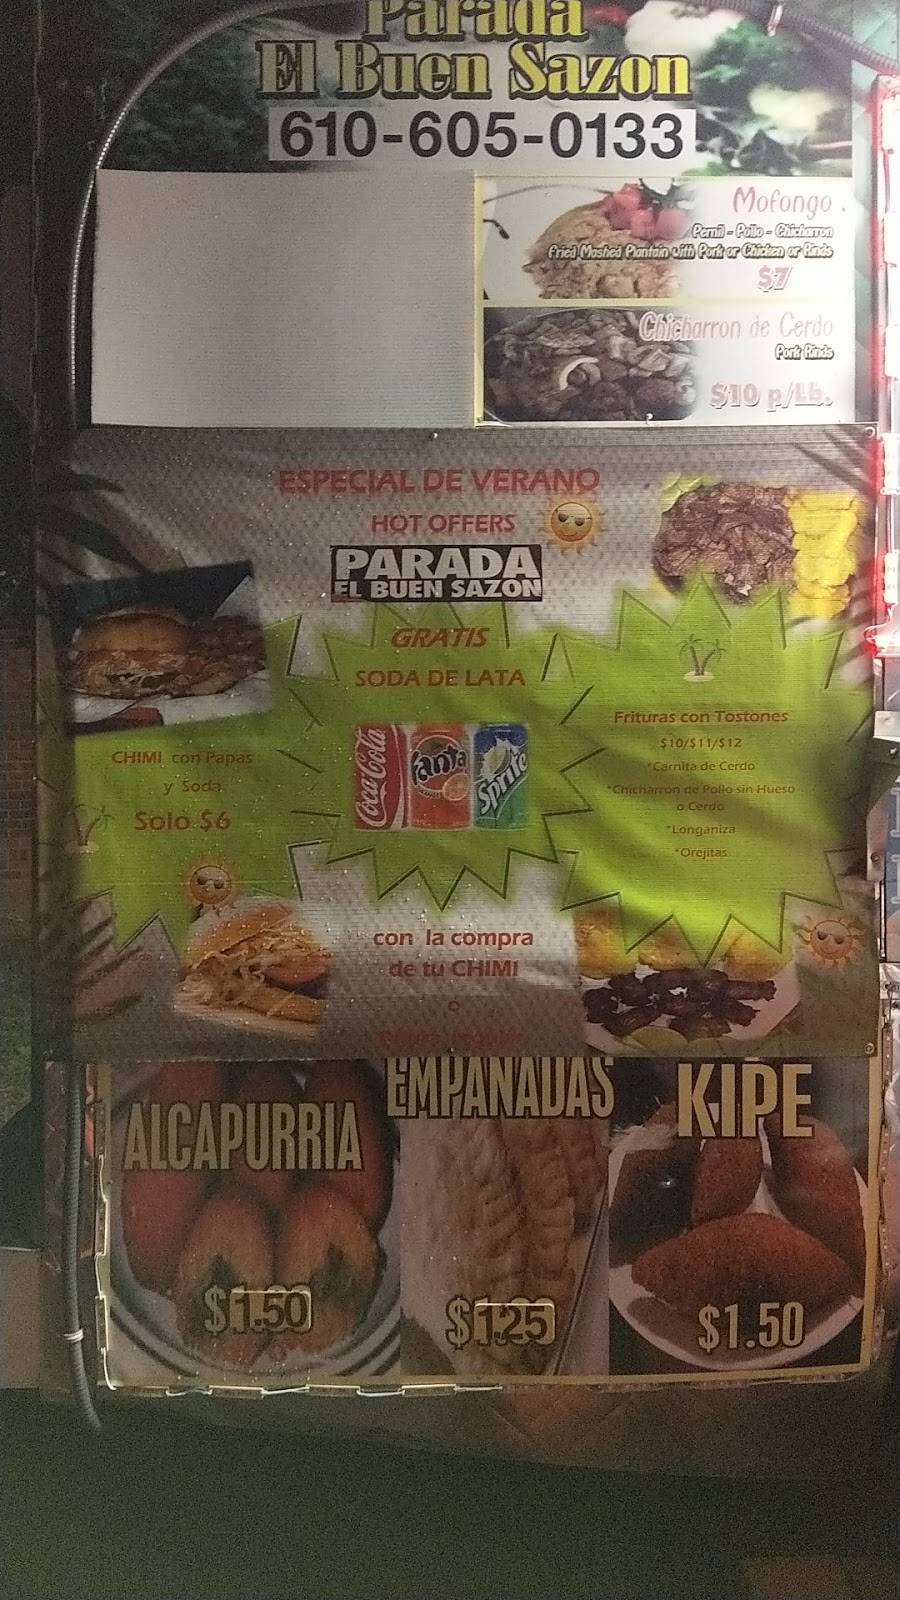 Parada
El Buen Sazon
610-605-0133
Mofongo
Pernil - Pollo - Chicharron
Fried Mashed Plantain with Pork or Chicken or Rinds
$7
Chicharron de Cerdo
Pork Rinds
$10 p/Lb.
ESPECIAL DE VERANO
HOT OFFERS
PARADA
EL BUEN SAZON
GRATIS
SODA DE LATA
Coca-Cola
Fanta
Sprite
CHIMI con Papas
y Soda
Solo $6
Frituras con Tostones
$10/$11/$12
*Carnita de Cerdo
*Chicharron de Pollo sin Hueso
o Cerdo
*Longaniza
*Orejitas
con la compra
de tu CHIMI
o
ALCAPURRIA
$1.50
EMPANADAS
$1.25
KIPE
$1.50